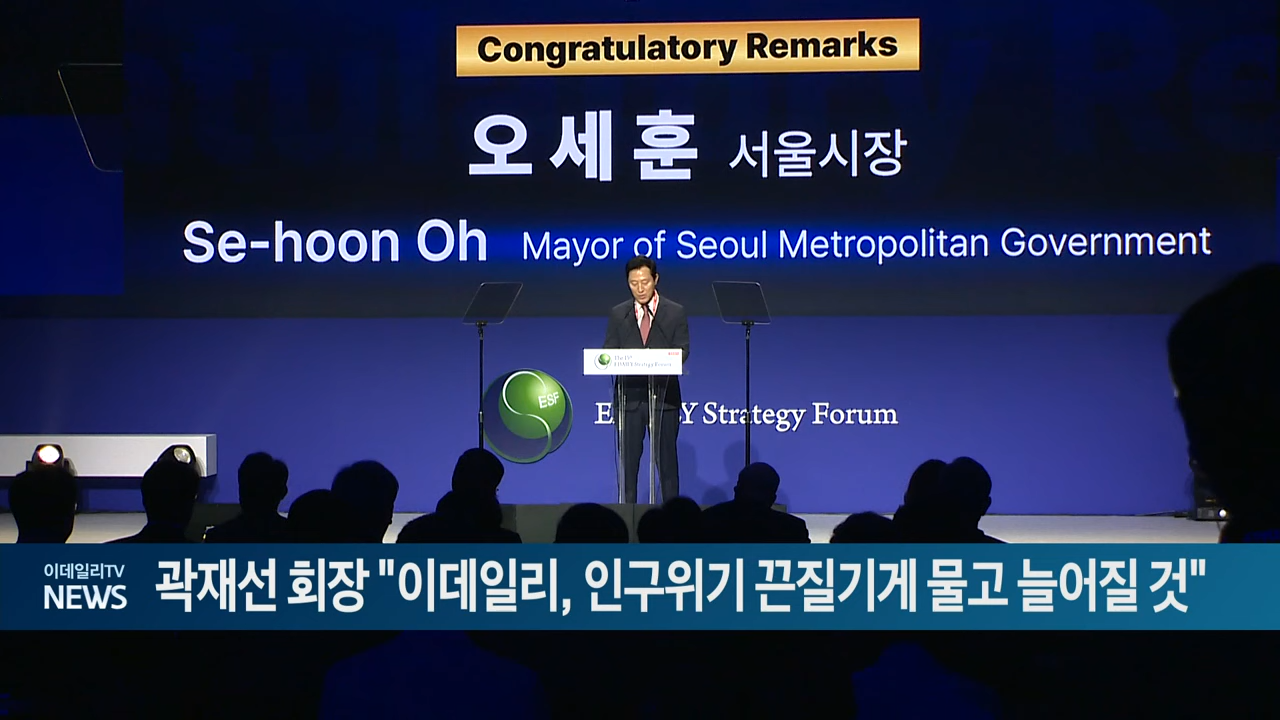 Congratulatory Remarks
오세훈 서울시장
Se-hoon Oh Mayor of Seoul Metropolitan Government
ESF
Strategy Forum
이데일리TV
NEWS
곽재선 회장 "이데일리, 인구위기 끈질기게 물고 늘어질 것"